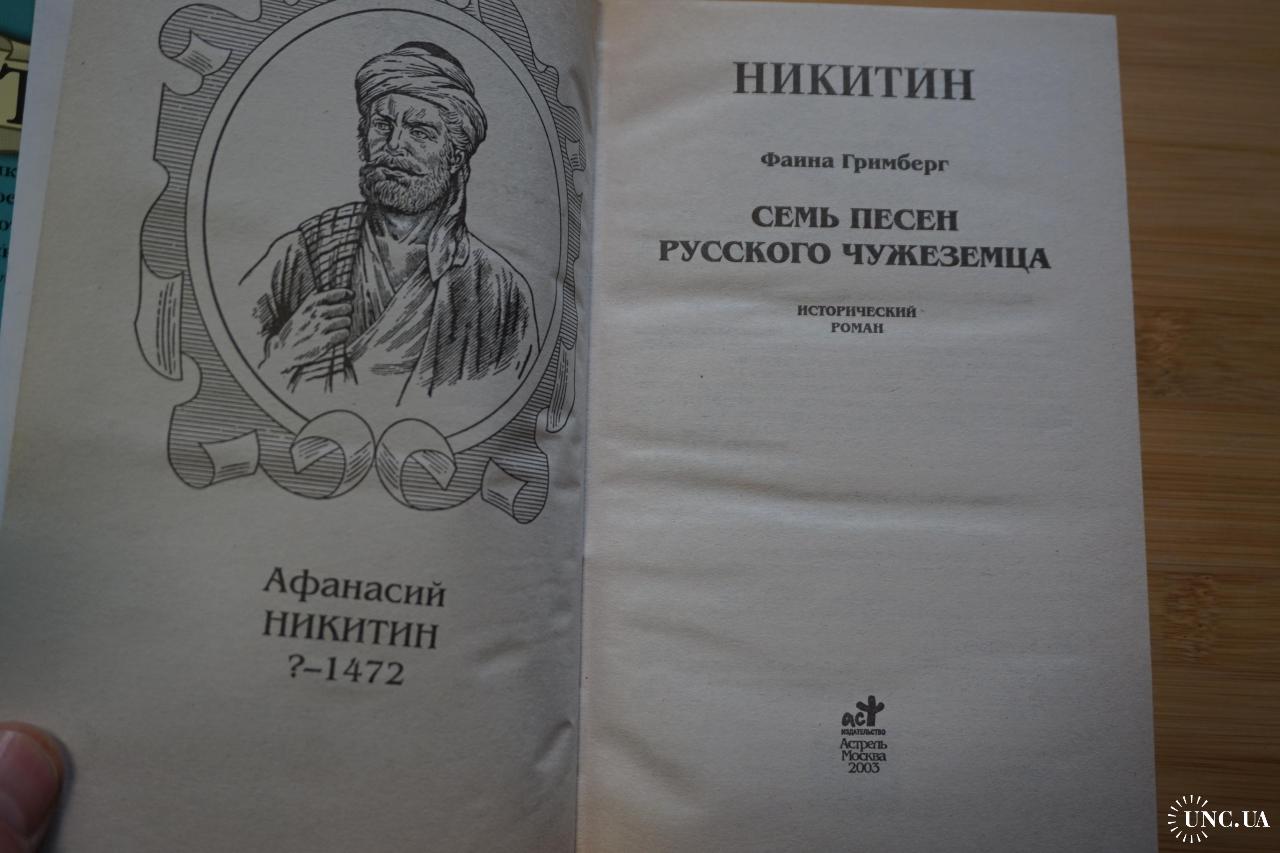 Афанасий
НИКИТИН
?–1472
НИКИТИН
Фаина Гримберг
СЕМЬ ПЕСЕН
РУССКОГО ЧУЖЕЗЕМЦА
ИСТОРИЧЕСКИЙ
РОМАН
аст
ИЗДАТЕЛЬСТВО
Астрель
Москва
2003
UNC.UA